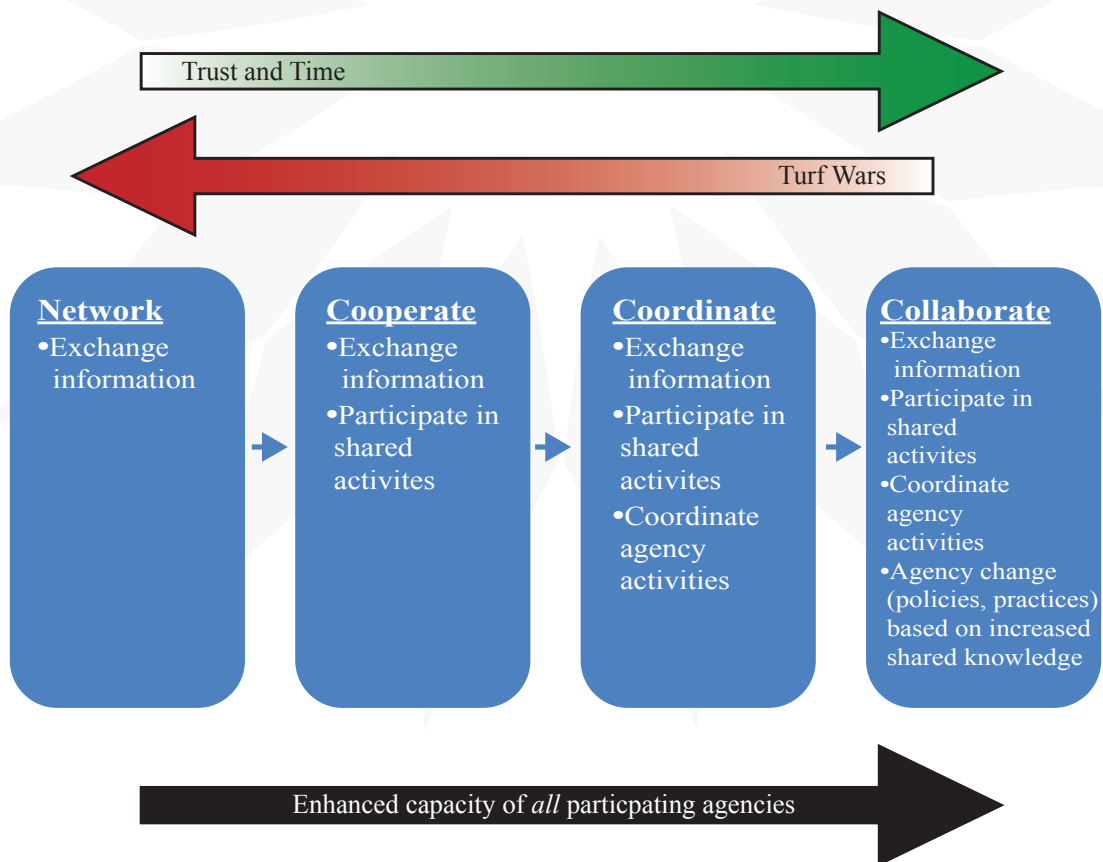 Trust and Time
Turf Wars
Network
•Exchange
information
Cooperate
•Exchange
information
•Participate in
shared
activites
Coordinate
•Exchange
information
•Participate in
shared
activites
•Coordinate
agency
activities
Collaborate
•Exchange
information
•Participate in
shared
activites
•Coordinate
agency
activities
•Agency change
(policies, practices)
based on increased
shared knowledge
Enhanced capacity of all particpating agencies